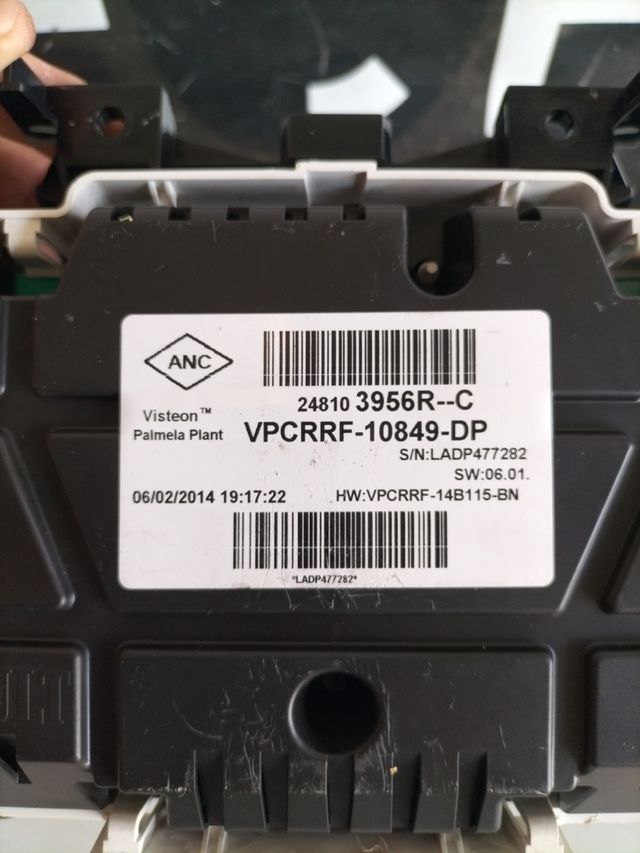 ANC
24810 3956R--C
Visteon™
Palmela Plant
VPCRRF-10849-DP
S/N:LADP477282
SW:06.01.
06/02/2014 19:17:22
HW:VPCRRF-14B115-BN
*LADP477282*